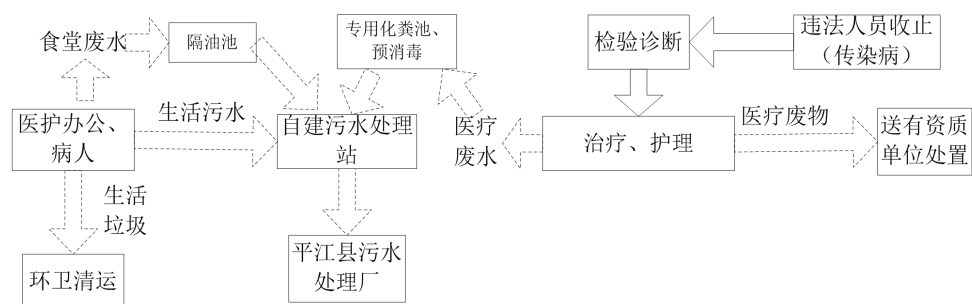 食堂废水
隔油池
专用化粪池、
预消毒
检验诊断
违法人员收止
（传染病）
医护办公、
病人
生活污水
自建污水处理
站
医疗
废水
治疗、护理
医疗废物
送有资质
单位处置
生活
垃圾
环卫清运
平江县污水
处理厂